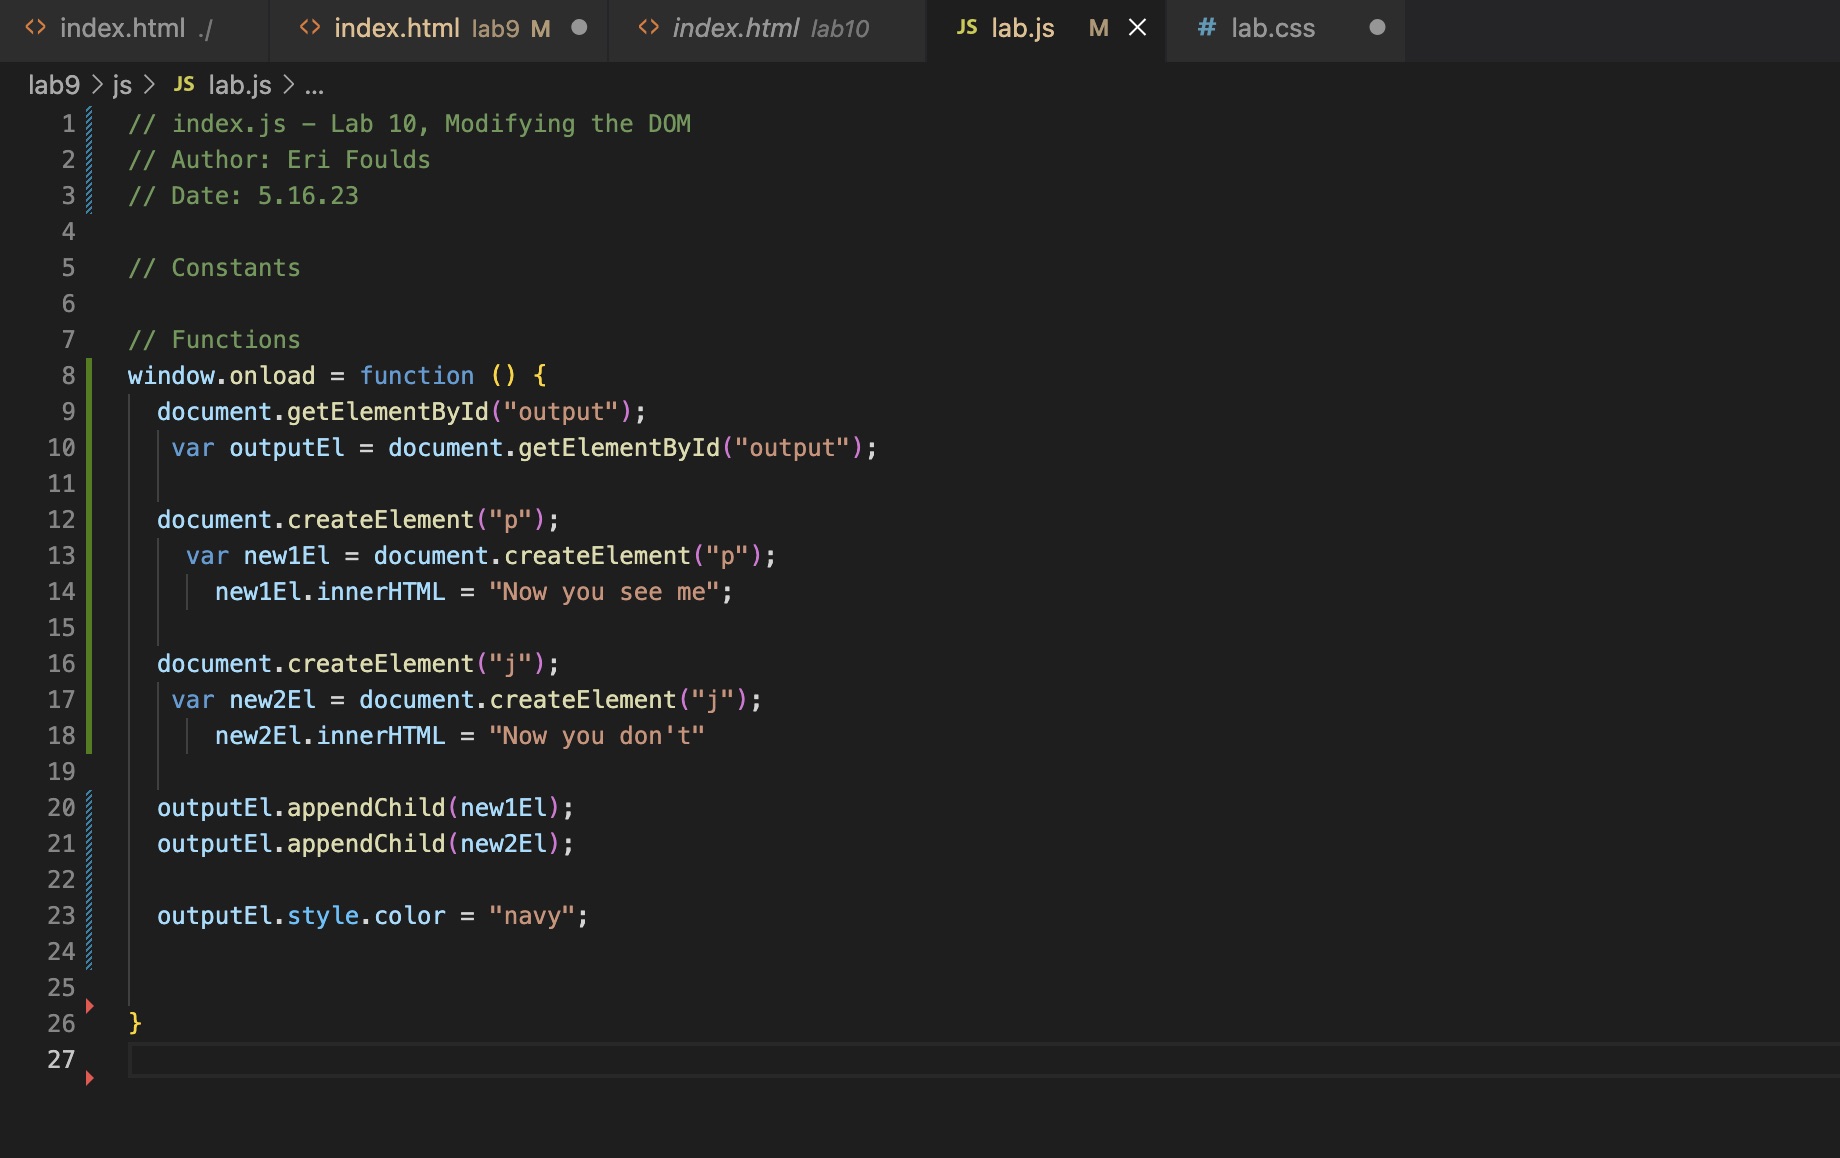 index.html ./ index.html lab9 M index.html lab10 JS lab.js M # lab.css
lab9 > js > JS lab.js > ...
1 // index.js - Lab 10, Modifying the DOM
2 // Author: Eri Foulds
3 // Date: 5.16.23
4
5 // Constants
6
7 // Functions
8 window.onload = function () {
9 document.getElementById("output");
10 var outputEl = document.getElementById("output");
11
12 document.createElement("p");
13 var new1El = document.createElement("p");
14 new1El.innerHTML = "Now you see me";
15
16 document.createElement("j");
17 var new2El = document.createElement("j");
18 new2El.innerHTML = "Now you don't"
19
20 outputEl.appendChild(new1El);
21 outputEl.appendChild(new2El);
22
23 outputEl.style.color = "navy";
24
25
26 }
27